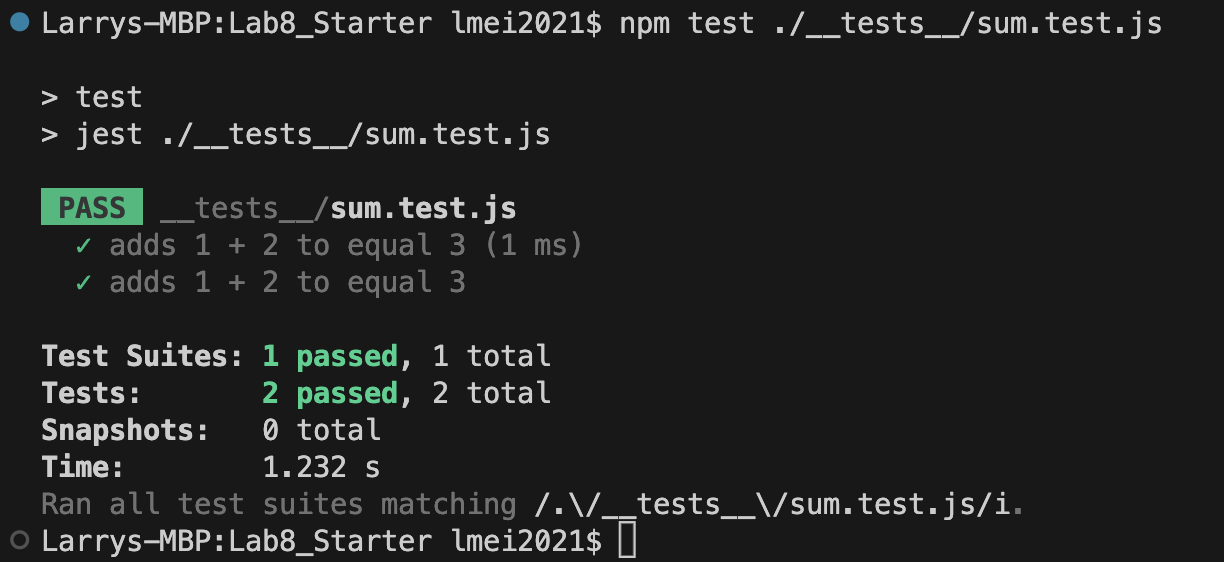 Larrys-MBP:Lab8_Starter lmei2021$ npm test ./__tests__/sum.test.js
> test
> jest ./__tests__/sum.test.js
PASS __tests__/sum.test.js
✓ adds 1 + 2 to equal 3 (1 ms)
✓ adds 1 + 2 to equal 3
Test Suites: 1 passed, 1 total
Tests: 2 passed, 2 total
Snapshots: 0 total
Time: 1.232 s
Ran all test suites matching /.\/__tests__\/sum.test.js/i.
Larrys-MBP:Lab8_Starter lmei2021$